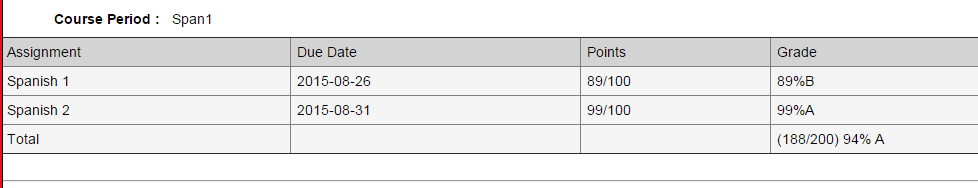 Course Period : Span1
Assignment Due Date Points Grade
Spanish 1 2015-08-26 89/100 89%B
Spanish 2 2015-08-31 99/100 99%A
Total (188/200) 94% A